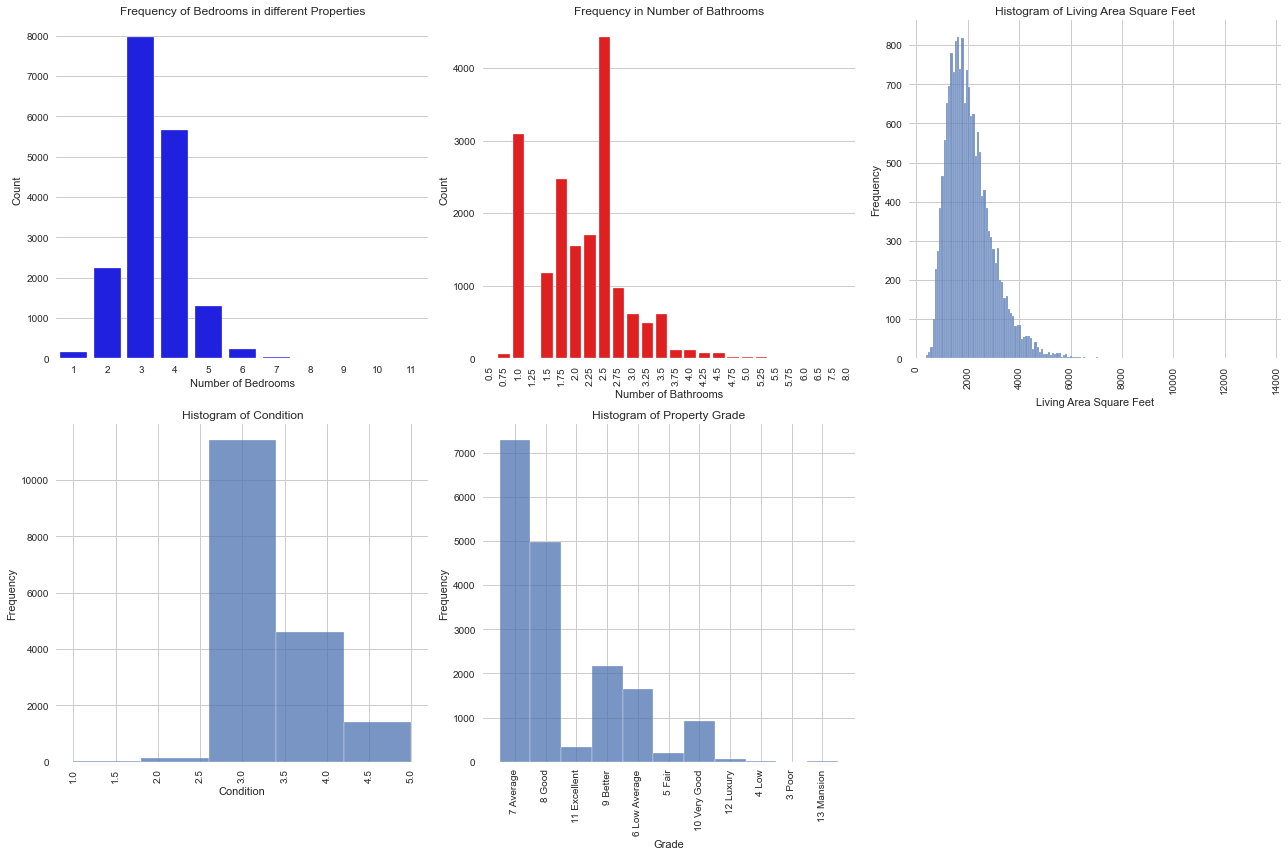 Frequency of Bedrooms in different Properties
8000
7000
6000
5000
4000
3000
2000
1000
0
Count
1 2 3 4 5 6 7 8 9 10 11
Number of Bedrooms
Frequency in Number of Bathrooms
4000
3000
2000
1000
0
Count
0.5 0.75 1.0 1.25 1.5 1.75 2.0 2.25 2.5 2.75 3.0 3.25 3.5 3.75 4.0 4.25 4.5 4.75 5.0 5.25 5.5 5.75 6.0 6.5 7.5 8.0
Number of Bathrooms
Histogram of Living Area Square Feet
800
700
600
500
400
300
200
100
0
Frequency
0 2000 4000 6000 8000 10000 12000 14000
Living Area Square Feet
Histogram of Condition
10000
8000
6000
4000
2000
0
Frequency
1.0 1.5 2.0 2.5 3.0 3.5 4.0 4.5 5.0
Condition
Histogram of Property Grade
7000
6000
5000
4000
3000
2000
1000
0
Frequency
7 Average
8 Good
11 Excellent
9 Better
6 Low Average
5 Fair
10 Very Good
12 Luxury
4 Low
3 Poor
13 Mansion
Grade